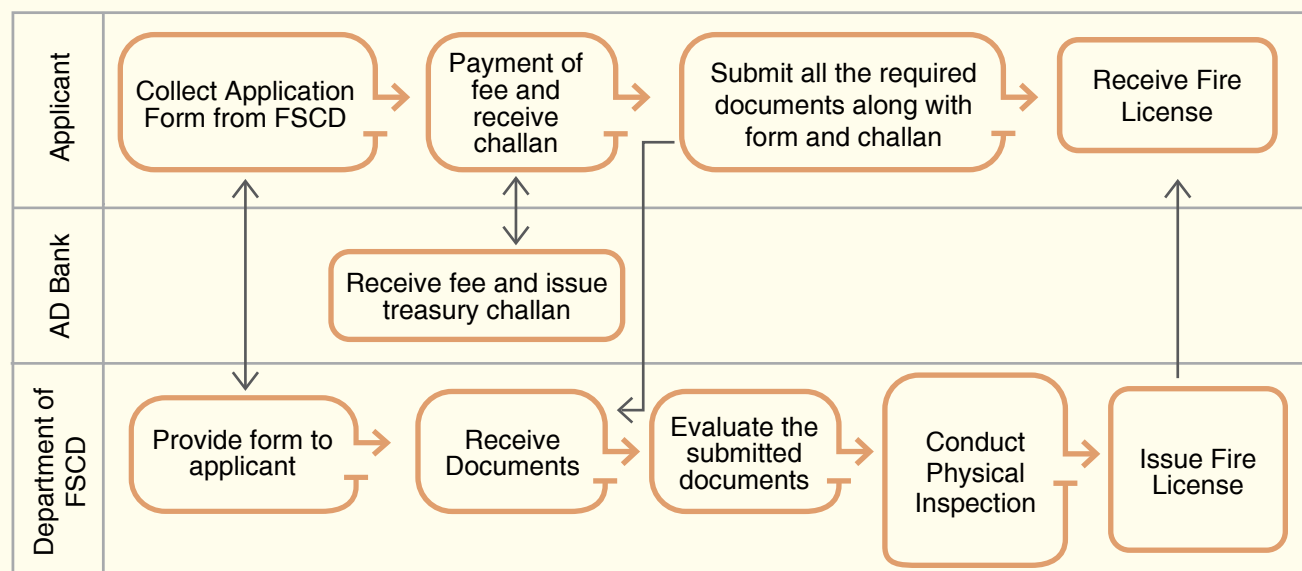 Applicant
Collect Application
Form from FSCD
Payment of
fee and
receive
challan
Submit all the required
documents along with
form and challan
Receive Fire
License
AD Bank
Receive fee and issue
treasury challan
Department of
FSCD
Provide form to
applicant
Receive
Documents
Evaluate the
submitted
documents
Conduct
Physical
Inspection
Issue Fire
License